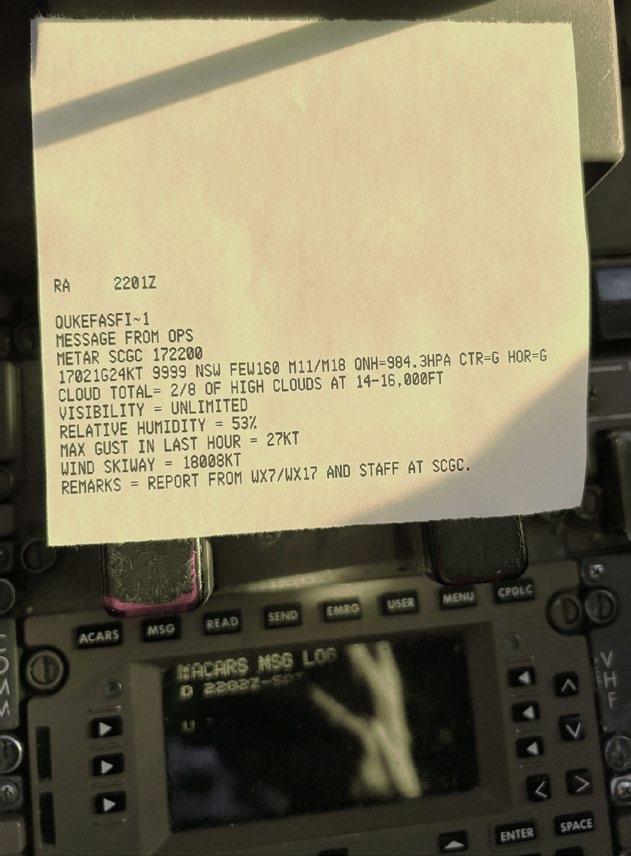 RA 2201Z
QUKEFASFI~1
MESSAGE FROM OPS
METAR SCGC 172200
17021G24KT 9999 NSW FEW160 M11/M18 QNH=984.3HPA CTR=G HOR=G
CLOUD TOTAL= 2/8 OF HIGH CLOUDS AT 14-16,000FT
VISIBILITY = UNLIMITED
RELATIVE HUMIDITY = 53%
MAX GUST IN LAST HOUR = 27KT
WIND SKIWAY = 18008KT
REMARKS = REPORT FROM WX7/WX17 AND STAFF AT SCGC.
ACARS MSG READ SEND EMRG USER MENU CPDLC
ACARS MSG LOG
COMM
VHF
ENTER SPACE